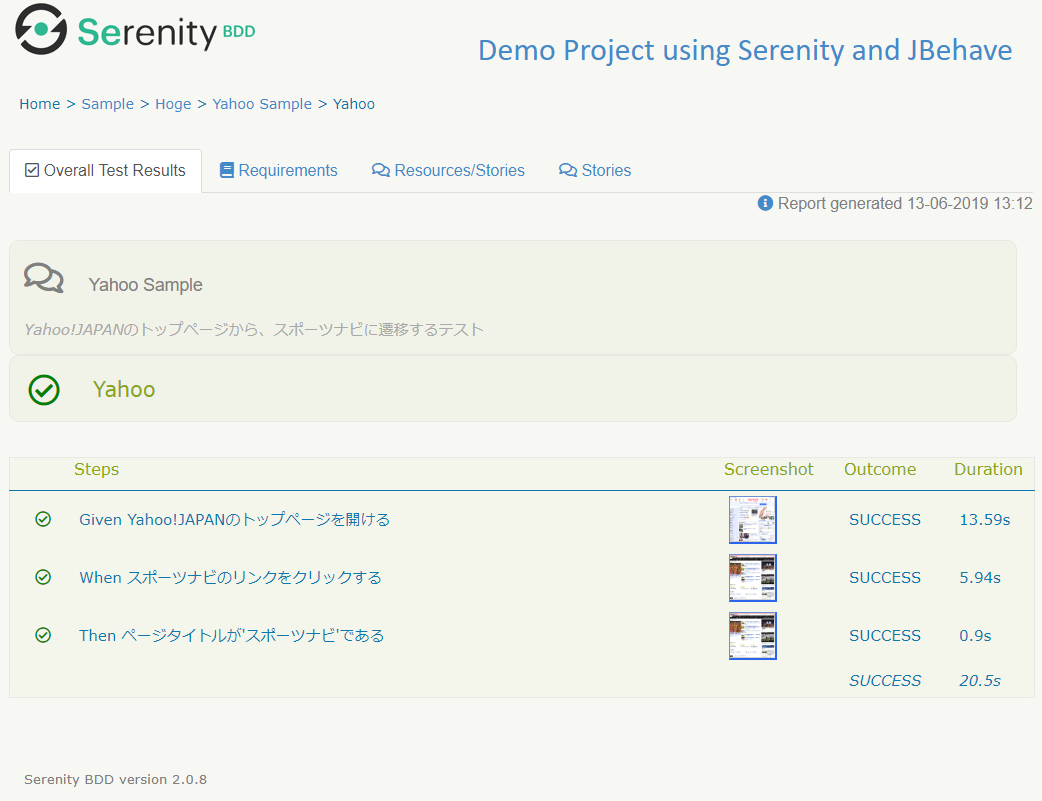 Serenity BDD
Demo Project using Serenity and JBehave
Home > Sample > Hoge > Yahoo Sample > Yahoo
Overall Test Results Requirements Resources/Stories Stories
Report generated 13-06-2019 13:12
Yahoo Sample
Yahoo!JAPANのトップページから、スポーツナビに遷移するテスト
Yahoo
Steps Screenshot Outcome Duration
Given Yahoo!JAPANのトップページを開ける SUCCESS 13.59s
When スポーツナビのリンクをクリックする SUCCESS 5.94s
Then ページタイトルが'スポーツナビ'である SUCCESS 0.9s
SUCCESS 20.5s
Serenity BDD version 2.0.8